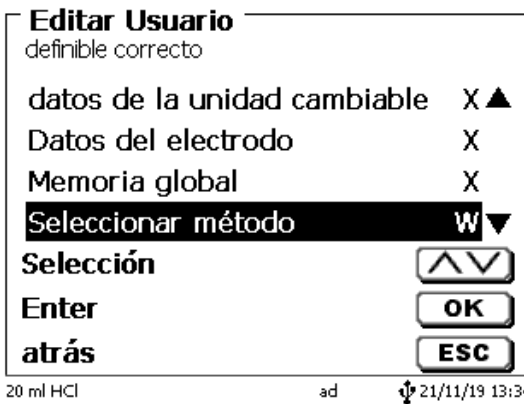 Editar Usuario
definible correcto
datos de la unidad cambiable X
Datos del electrodo X
Memoria global X
Seleccionar método W
Selección
Enter OK
atrás ESC
20 ml HCl ad 21/11/19 13:3